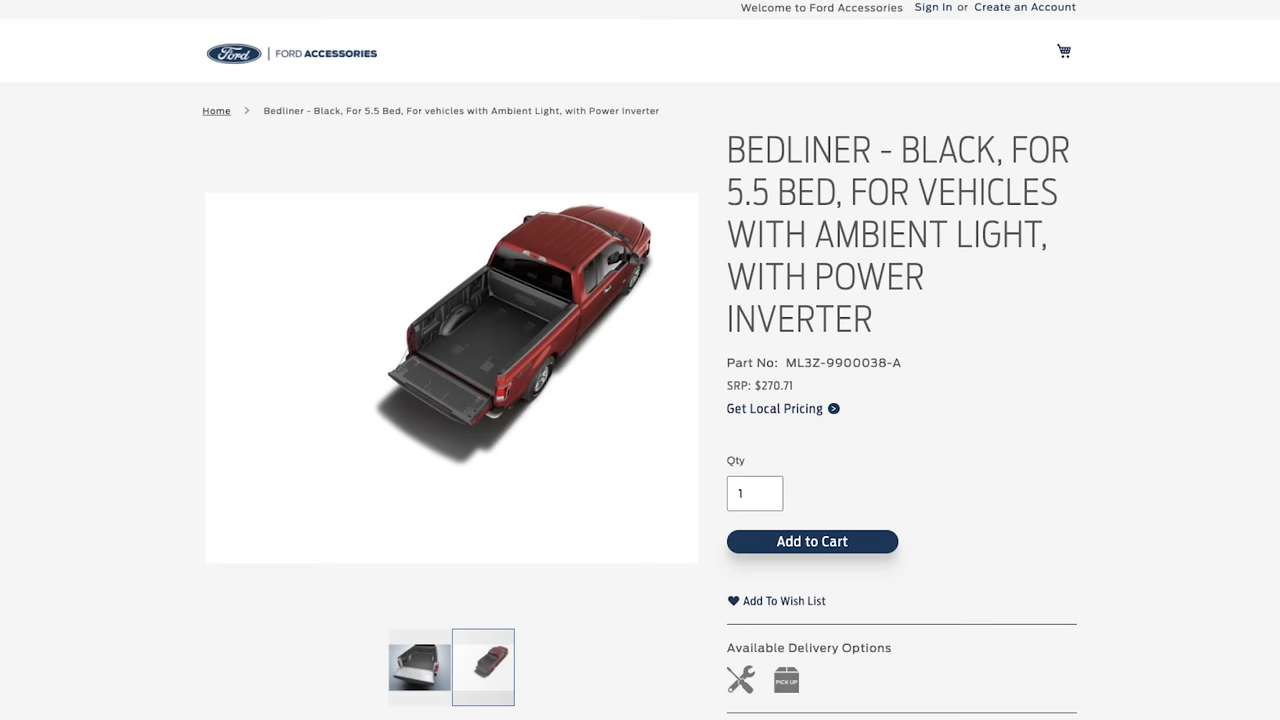 Welcome to Ford Accessories Sign In or Create an Account
Ford FORD ACCESSORIES
Home > Bedliner - Black, For 5.5 Bed, For vehicles with Ambient Light, with Power Inverter
BEDLINER - BLACK, FOR
5.5 BED, FOR VEHICLES
WITH AMBIENT LIGHT,
WITH POWER
INVERTER
Part No: ML3Z-9900038-A
SRP: $270.71
Get Local Pricing
Qty
1
Add to Cart
Add To Wish List
Available Delivery Options
PICK UP